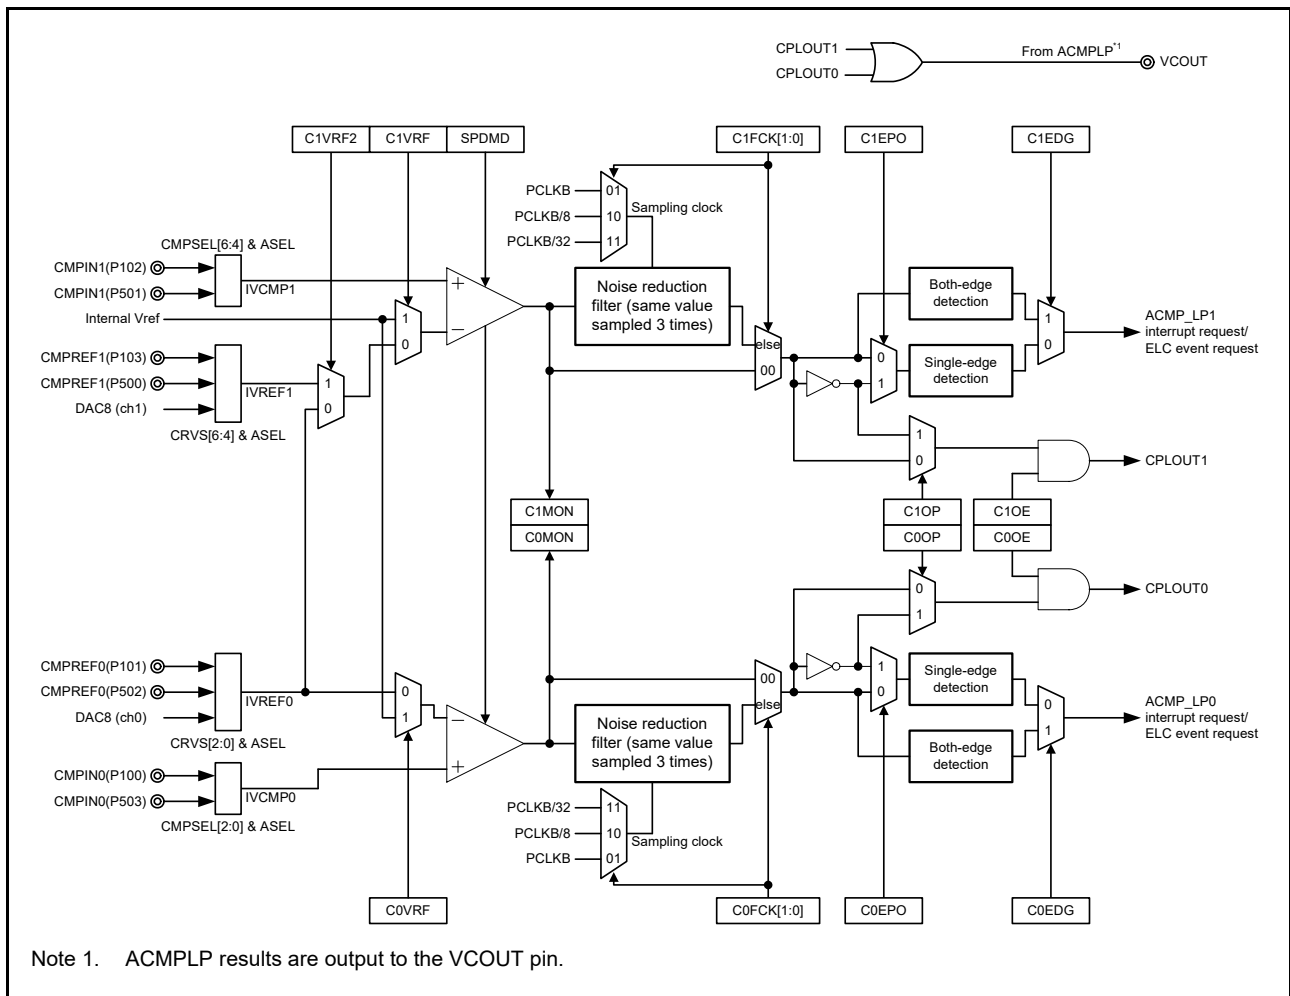 CPLOUT1
CPLOUT0
From ACMPLP*1
VCOUT
C1VRF2
C1VRF
SPDMD
C1FCK[1:0]
C1EPO
C1EDG
PCLKB
01
PCLKB/8
10
Sampling clock
PCLKB/32
11
CMPSEL[6:4] & ASEL
CMPIN1(P102)
CMPIN1(P501)
IVCMP1
Internal Vref
CMPREF1(P103)
CMPREF1(P500)
DAC8 (ch1)
IVREF1
CRVS[6:4] & ASEL
1
0
1
0
+
−
Noise reduction
filter (same value
sampled 3 times)
else
00
0
1
Both-edge
detection
Single-edge
detection
1
0
ACMP_LP1
interrupt request/
ELC event request
1
0
CPLOUT1
C1MON
C0MON
C1OP
C0OP
C1OE
C0OE
0
1
CPLOUT0
CMPREF0(P101)
CMPREF0(P502)
DAC8 (ch0)
IVREF0
CRVS[2:0] & ASEL
CMPIN0(P100)
CMPIN0(P503)
IVCMP0
CMPSEL[2:0] & ASEL
0
1
−
+
Noise reduction
filter (same value
sampled 3 times)
00
else
1
0
Single-edge
detection
Both-edge
detection
0
1
ACMP_LP0
interrupt request/
ELC event request
PCLKB/32
11
PCLKB/8
10
Sampling clock
PCLKB
01
C0VRF
C0FCK[1:0]
C0EPO
C0EDG
Note 1. ACMPLP results are output to the VCOUT pin.